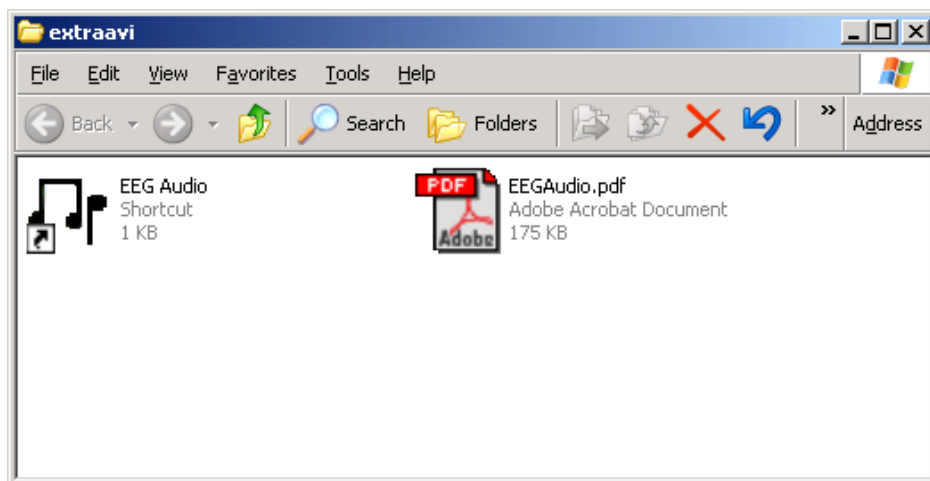 extraavi
File Edit View Favorites Tools Help
Back Search Folders » Address
EEG Audio
Shortcut
1 KB
PDF
Adobe
EEGAudio.pdf
Adobe Acrobat Document
175 KB